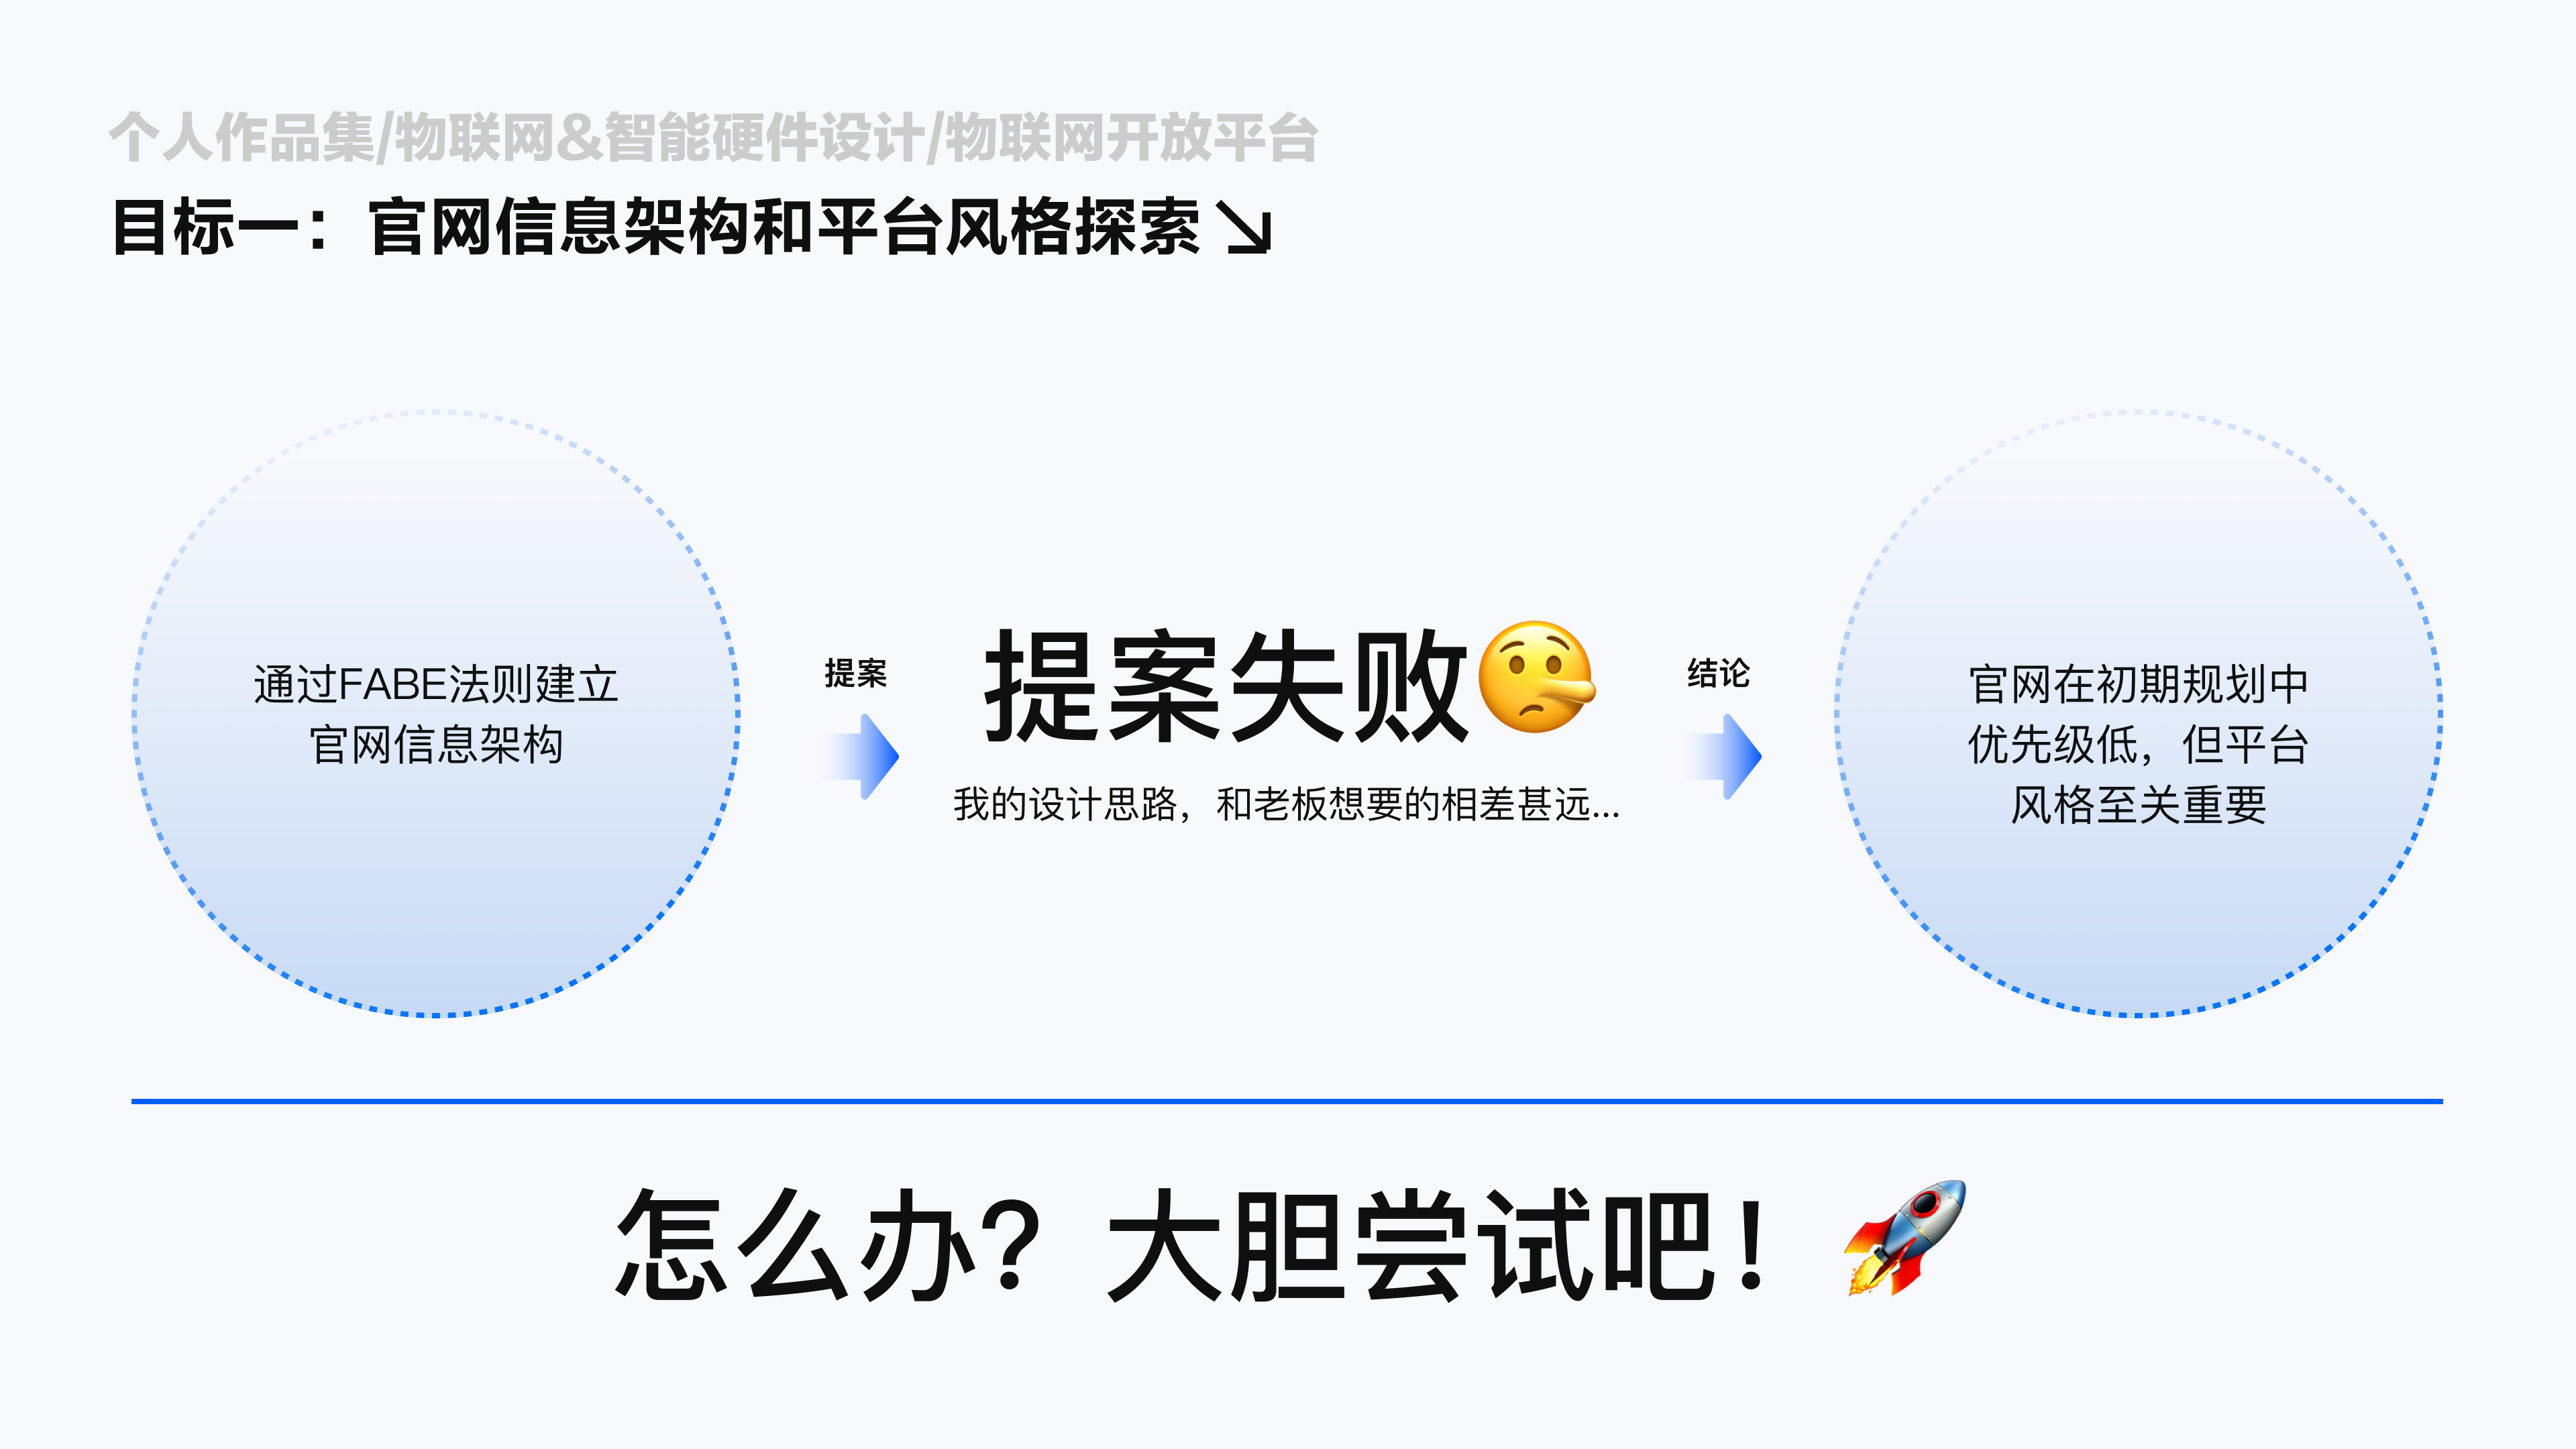 个人作品集/物联网&智能硬件设计/物联网开放平台
目标一：官网信息架构和平台风格探索↘
通过FABE法则建立
官网信息架构
提案
提案失败🤥
我的设计思路，和老板想要的相差甚远...
结论
官网在初期规划中
优先级低，但平台
风格至关重要
怎么办？大胆尝试吧！🚀